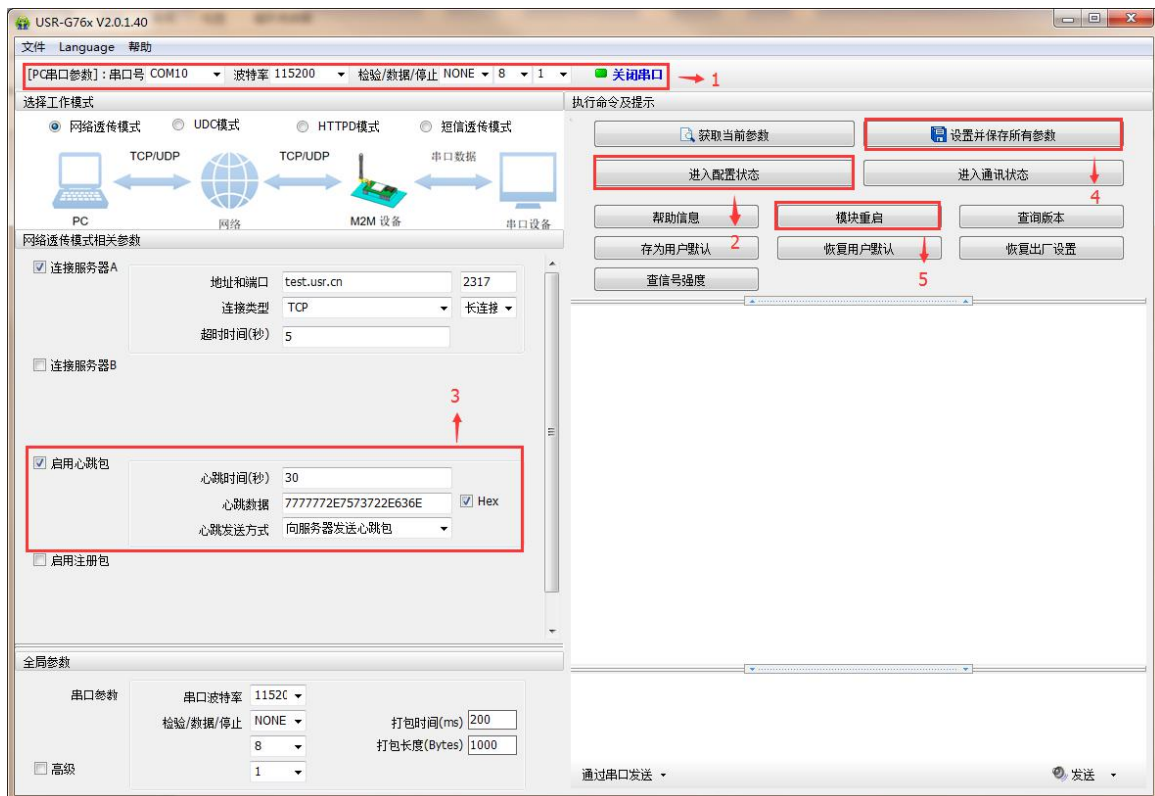 USR-G76x V2.0.1.40
文件 Language 帮助
[PC串口参数]:串口号 COM10 波特率 115200 检验/数据/停止 NONE 8 1 关闭串口 1
选择工作模式
网络透传模式 UDC模式 HTTPD模式 短信透传模式
TCP/UDP TCP/UDP 串口数据
PC 网络 M2M 设备 串口设备
网络透传模式相关参数
连接服务器A
地址和端口 test.usr.cn 2317
连接类型 TCP 长连接
超时时间(秒) 5
连接服务器B
3
启用心跳包
心跳时间(秒) 30
心跳数据 7777772E7573722E636E Hex
心跳发送方式 向服务器发送心跳包
启用注册包
全局参数
串口参数 串口波特率 1152
检验/数据/停止 NONE 打包时间(ms) 200
8 打包长度(Bytes) 1000
高级 1
执行命令及提示
获取当前参数 设置并保存所有参数
进入配置状态 进入通讯状态
4
帮助信息 模块重启 查询版本
2
存为用户默认 恢复用户默认 恢复出厂设置
查信号强度 5
通过串口发送 发送